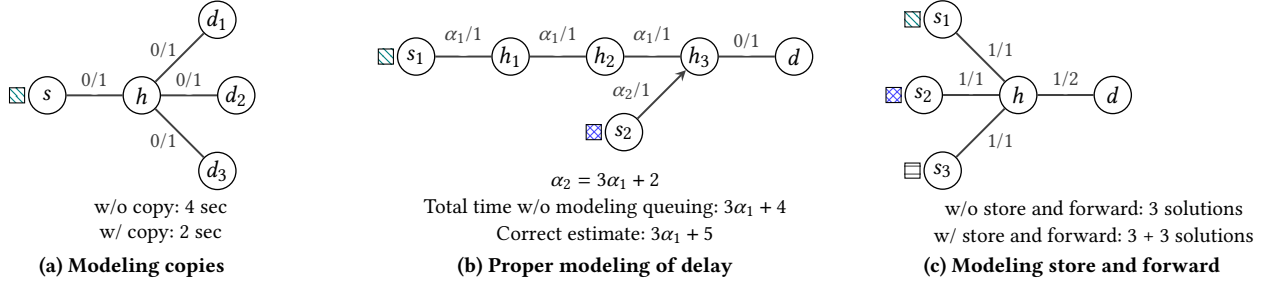 d₁
0/1
s
0/1
h
0/1
d₂
0/1
d₃
w/o copy: 4 sec
w/ copy: 2 sec
(a) Modeling copies
s₁
α₁/1
h₁
α₁/1
h₂
α₁/1
h₃
0/1
d
α₂/1
s₂
α₂ = 3α₁ + 2
Total time w/o modeling queuing: 3α₁ + 4
Correct estimate: 3α₁ + 5
(b) Proper modeling of delay
s₁
1/1
s₂
1/1
h
1/2
d
1/1
s₃
w/o store and forward: 3 solutions
w/ store and forward: 3 + 3 solutions
(c) Modeling store and forward